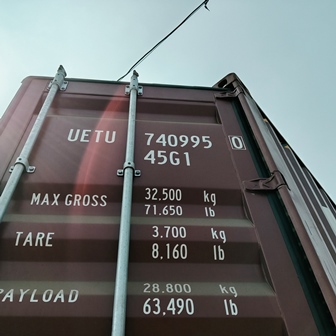 UETU 740995 0
45G1
MAX GROSS 32.500 kg
71.650 lb
TARE 3.700 kg
8.160 lb
PAYLOAD 28.800 kg
63,490 lb